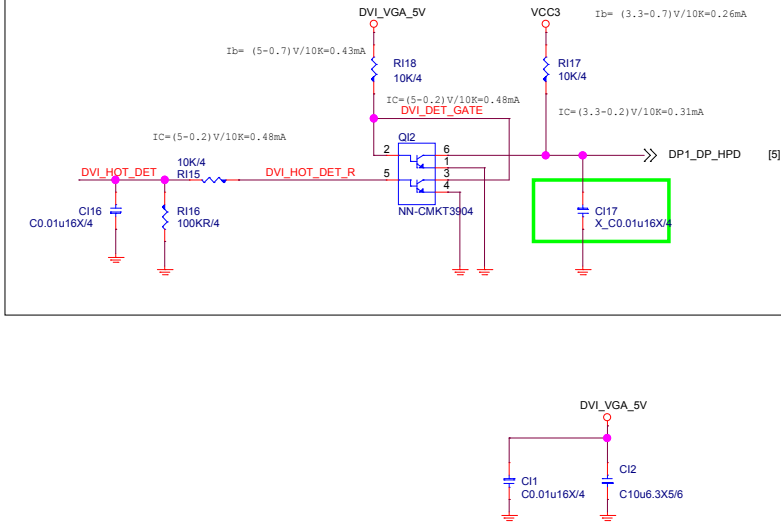 DVI_VGA_5V
VCC3
Ib= (3.3-0.7)V/10K=0.26mA
Ib= (5-0.7)V/10K=0.43mA
RI18
10K/4
RI17
10K/4
IC=(5-0.2)V/10K=0.48mA
DVI_DET_GATE
IC=(3.3-0.2)V/10K=0.31mA
IC=(5-0.2)V/10K=0.48mA
QI2
2
6
1
DP1_DP_HPD
[5]
10K/4
DVI_HOT_DET
RI15
DVI_HOT_DET_R
5
3
4
CI16
C0.01u16X/4
RI16
100KR/4
NN-CMKT3904
CI17
X_C0.01u16X/4
DVI_VGA_5V
CI1
C0.01u16X/4
CI2
C10u6.3X5/6